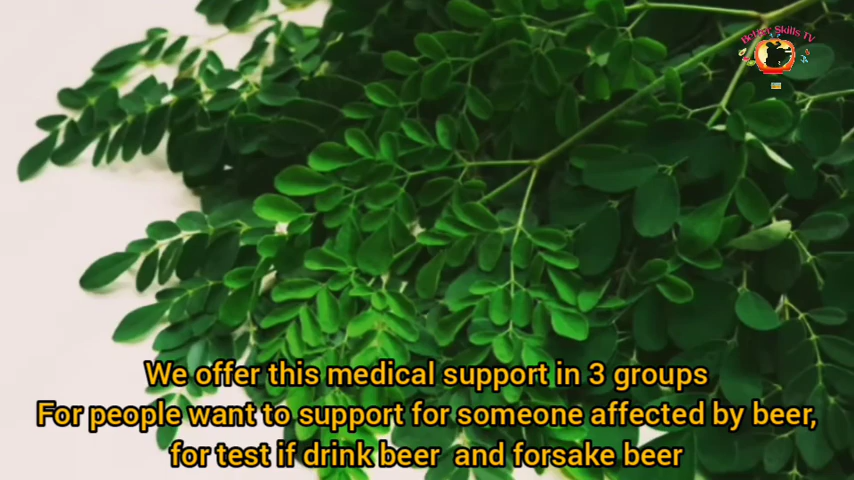 Better Skills TV
We offer this medical support in 3 groups
For people want to support for someone affected by beer,
for test if drink beer and forsake beer